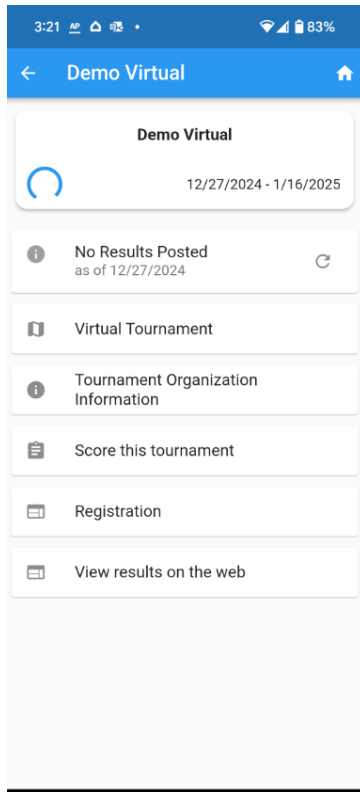 3:21 AP 83%
Demo Virtual
Demo Virtual
12/27/2024 - 1/16/2025
No Results Posted
as of 12/27/2024
Virtual Tournament
Tournament Organization
Information
Score this tournament
Registration
View results on the web